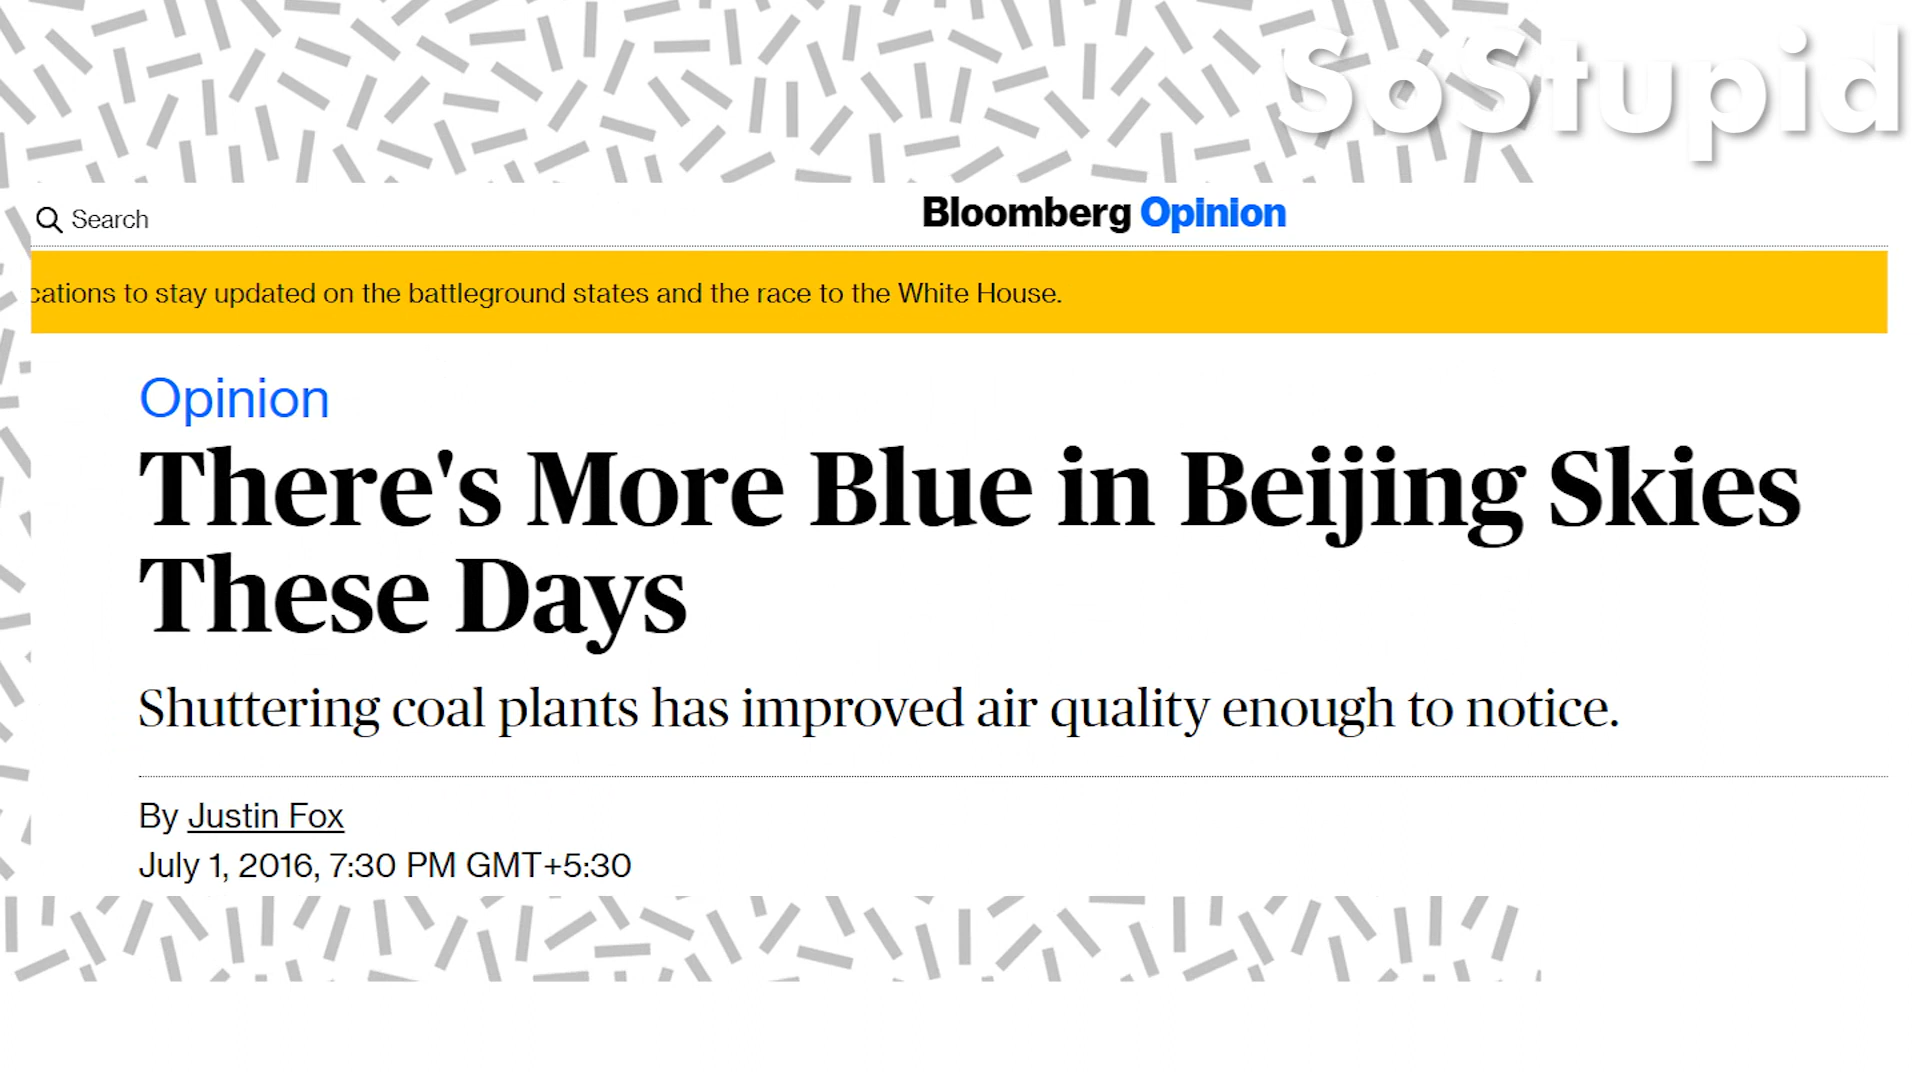 SoStupid
Search
Bloomberg Opinion
to stay updated on the battleground states and the race to the White House.
Opinion
There's More Blue in Beijing Skies
These Days
Shuttering coal plants has improved air quality enough to notice.
By Justin Fox
July 1, 2016, 7:30 PM GMT+5:30